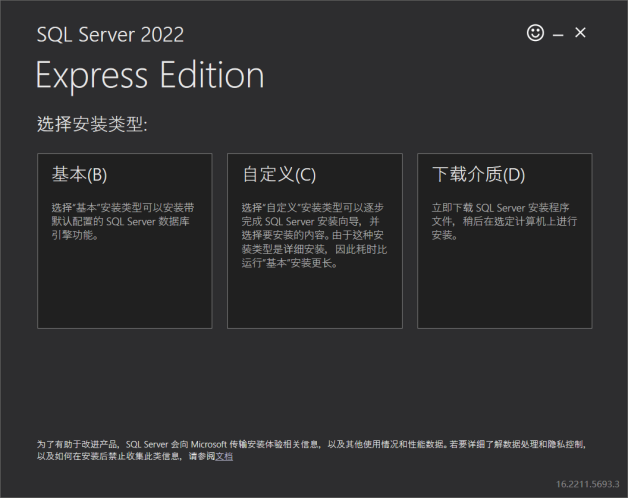 SQL Server 2022
Express Edition
选择安装类型:
基本(B)
选择“基本”安装类型可以安装带
默认配置的 SQL Server 数据库
引擎功能。
自定义(C)
选择“自定义”安装类型可以逐步
完成 SQL Server 安装向导，并
选择要安装的内容。由于这种安
装类型是详细安装，因此耗时比
运行“基本”安装更长。
下载介质(D)
立即下载 SQL Server 安装程序
文件，稍后在选定计算机上进行
安装。
为了有助于改进产品，SQL Server 会向 Microsoft 传输安装体验相关信息，以及其他使用情况和性能数据。若要详细了解数据处理和隐私控制，
以及如何在安装后禁止收集此类信息，请参阅文档
16.2211.5693.3